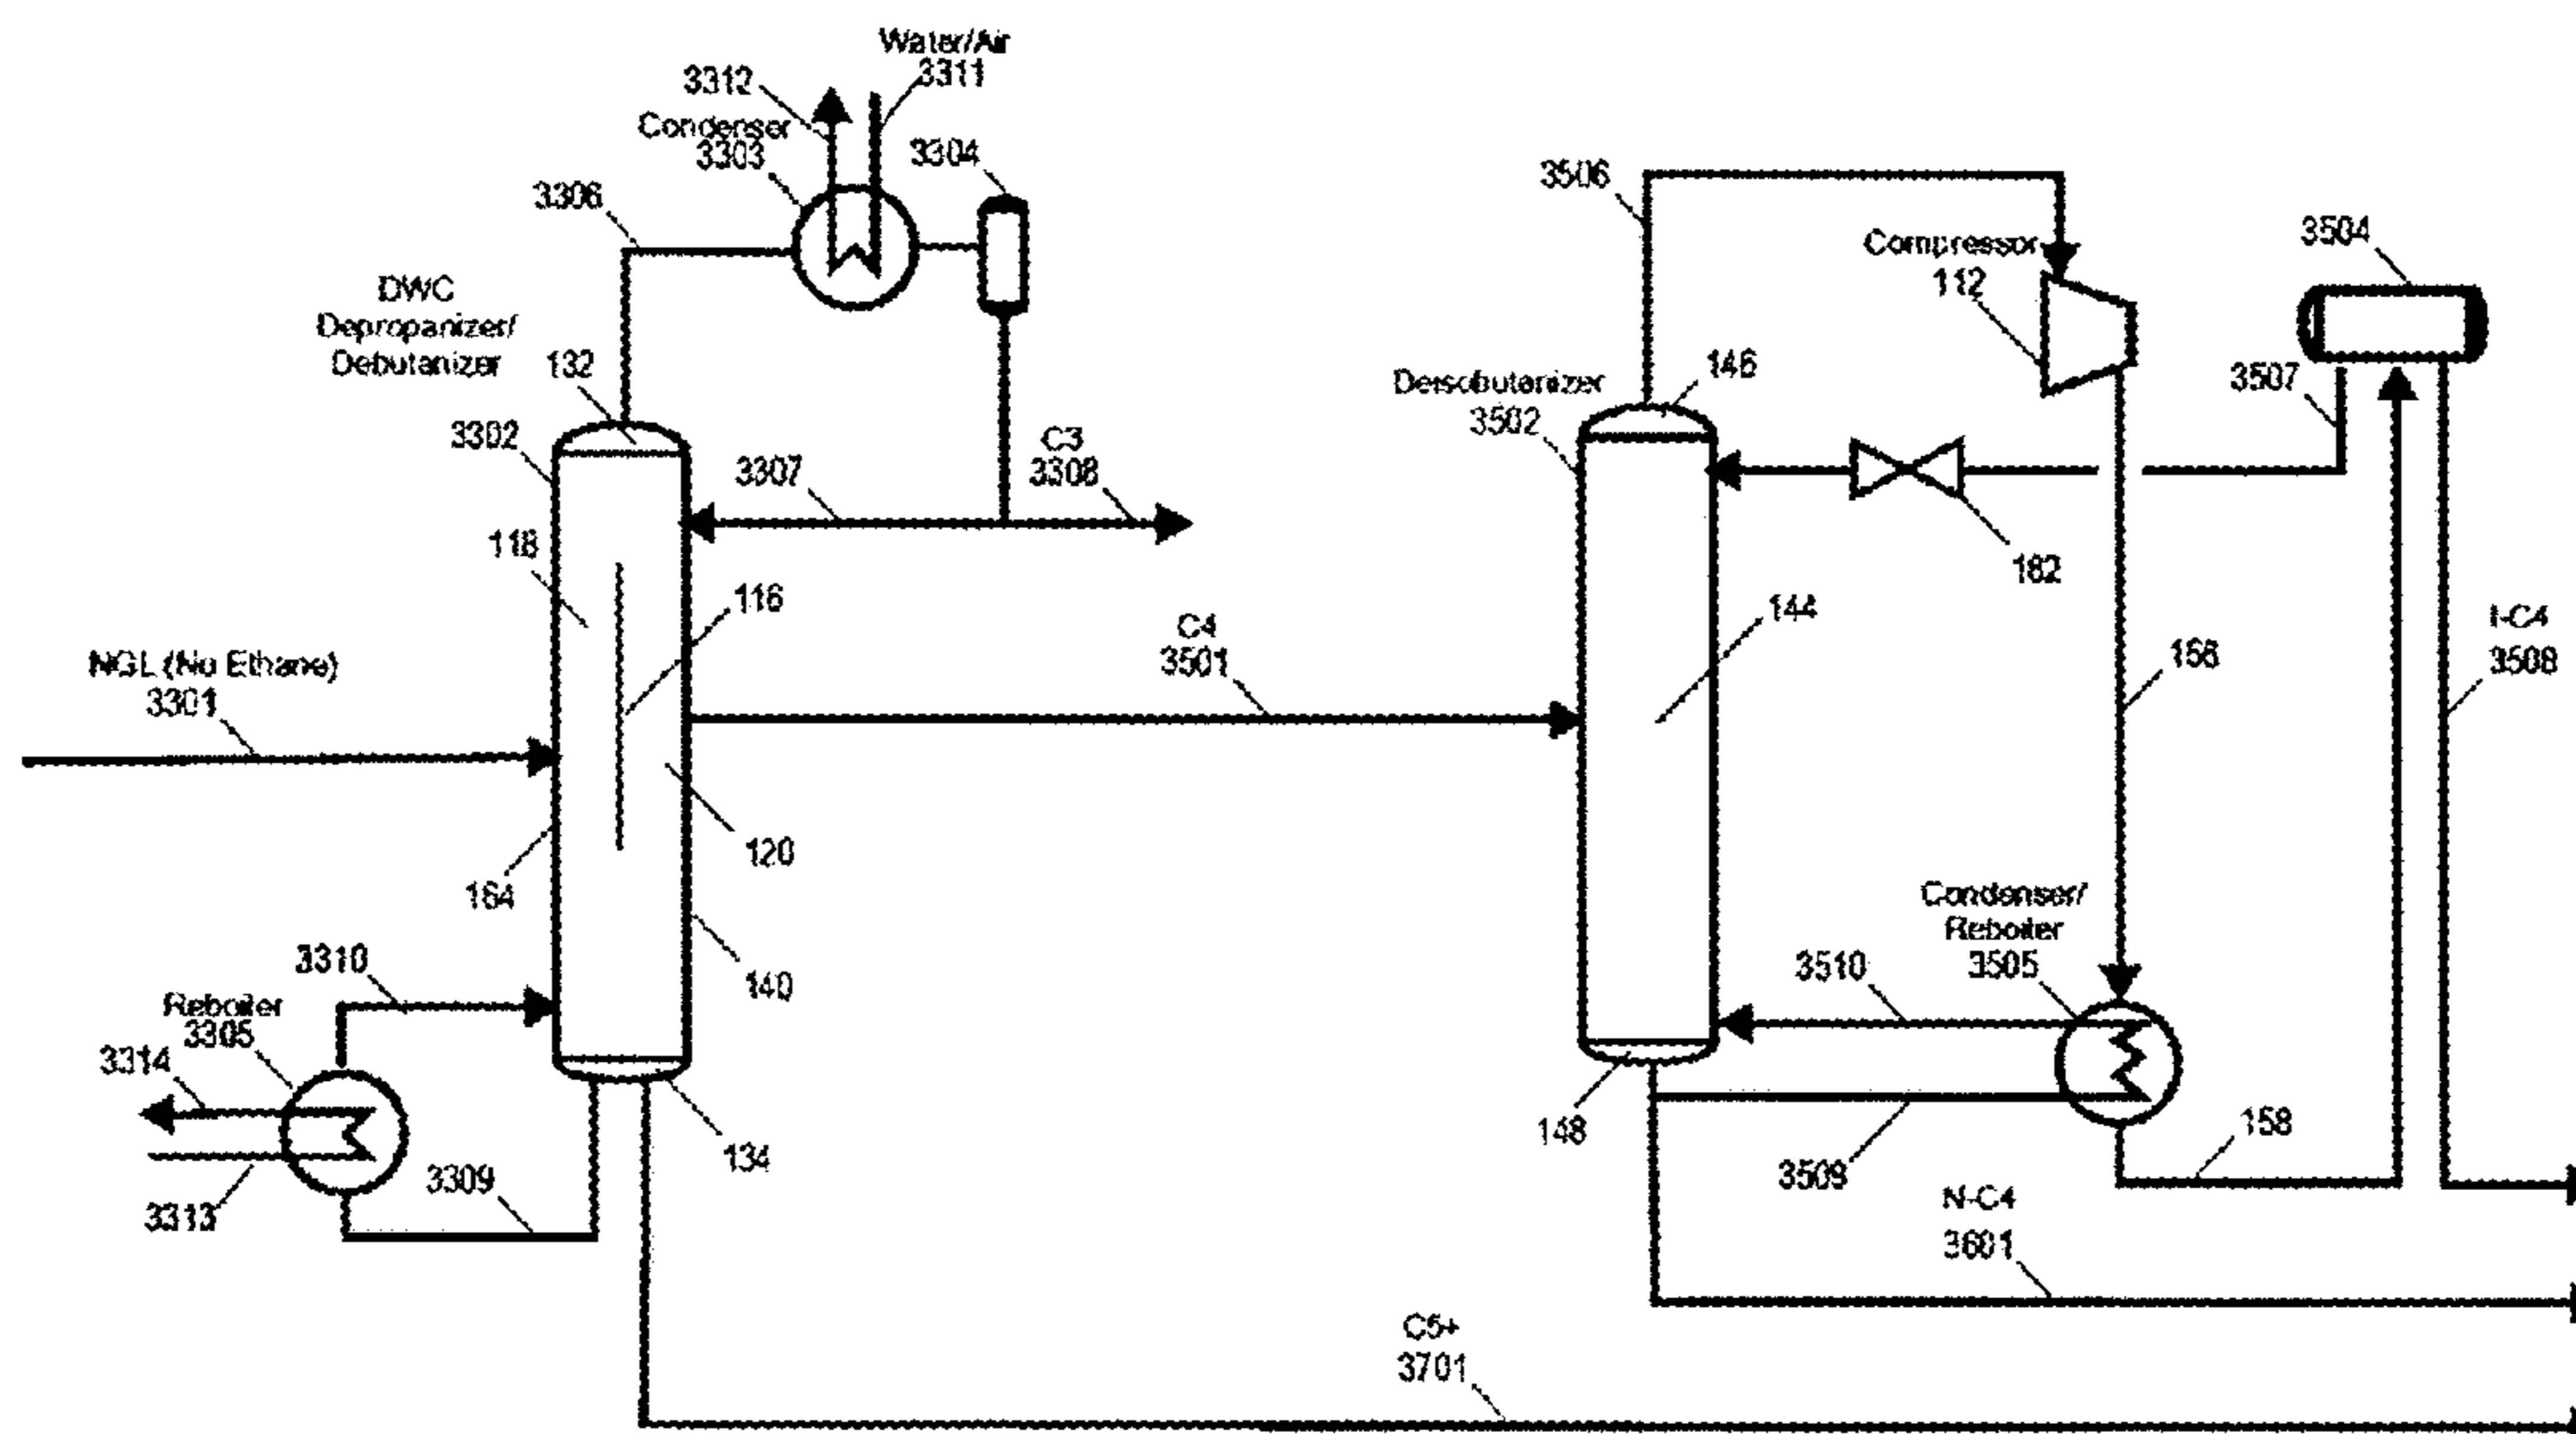 Water/Air
3311
3312
Condenser
3303
3304
3306
DWC
Depropanizer/
Debutanizer
132
3302
3307
C3
3308
118
116
NGL (No Ethane)
3301
C4
3501
120
164
140
3310
Reboiler
3305
3314
3313
3309
134
3506
Compressor
112
3504
Deisobutanizer
3502
146
3507
162
144
I-C4
3508
156
Condenser/
Reboiler
3505
3510
148
3509
158
N-C4
3601
C5+
3701